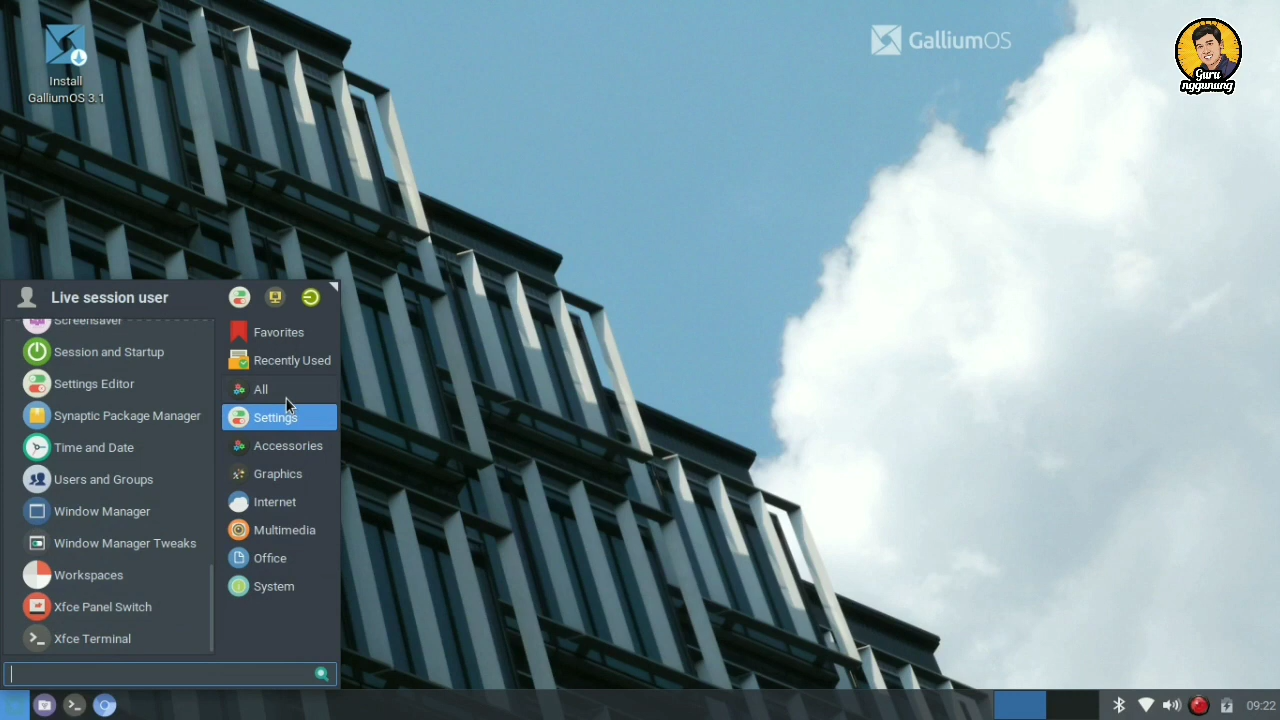 Install
GalliumOS 3.1
GalliumOS
Guru
nggunung
Live session user
Screensaver
Session and Startup
Settings Editor
Synaptic Package Manager
Time and Date
Users and Groups
Window Manager
Window Manager Tweaks
Workspaces
Xfce Panel Switch
Xfce Terminal
Favorites
Recently Used
All
Settings
Accessories
Graphics
Internet
Multimedia
Office
System
09:22